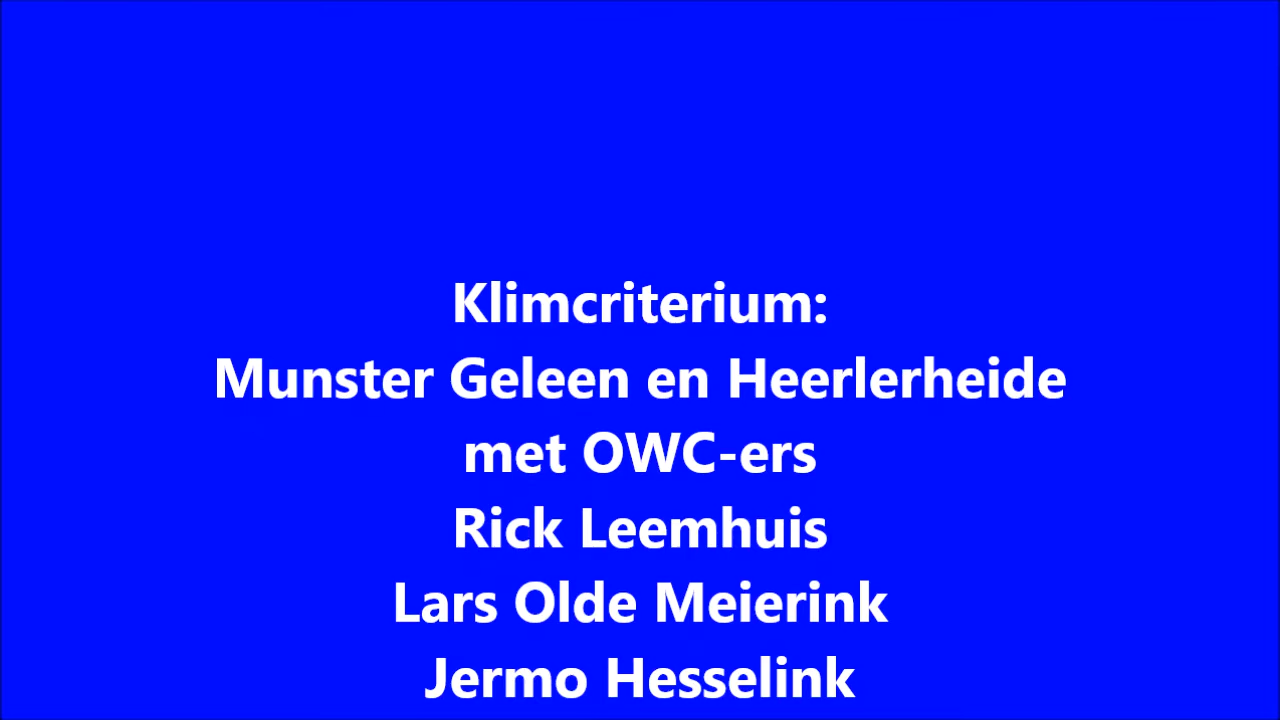 Klimcriterium:
Munster Geleen en Heerlerheide
met OWC-ers
Rick Leemhuis
Lars Olde Meierink
Jermo Hesselink